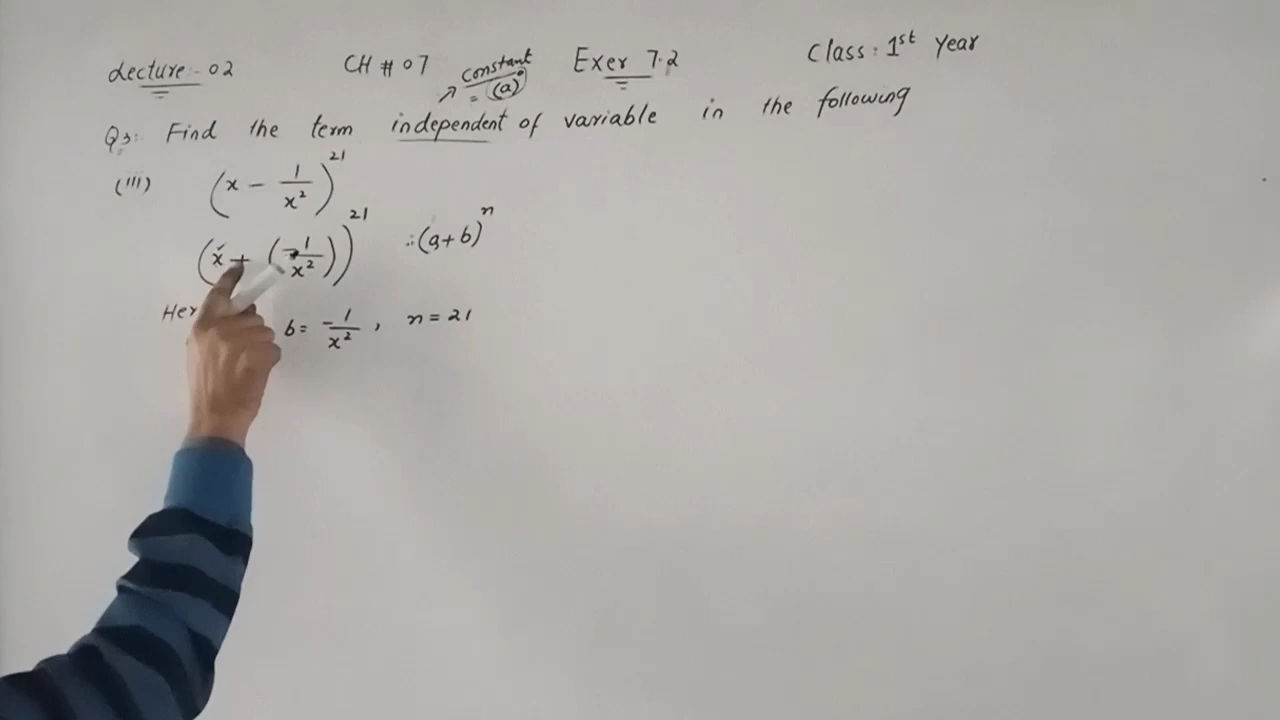 Lecture:- 02 CH # 07 Exer 7.2 Class: 1st Year
constant
= (a)°
Q3:- Find the term independent of variable in the following
(iii) (x - 1/x²)^21
(x + (-1/x²))^21 ∴ (a+b)^n
Her b = -1/x², n = 21